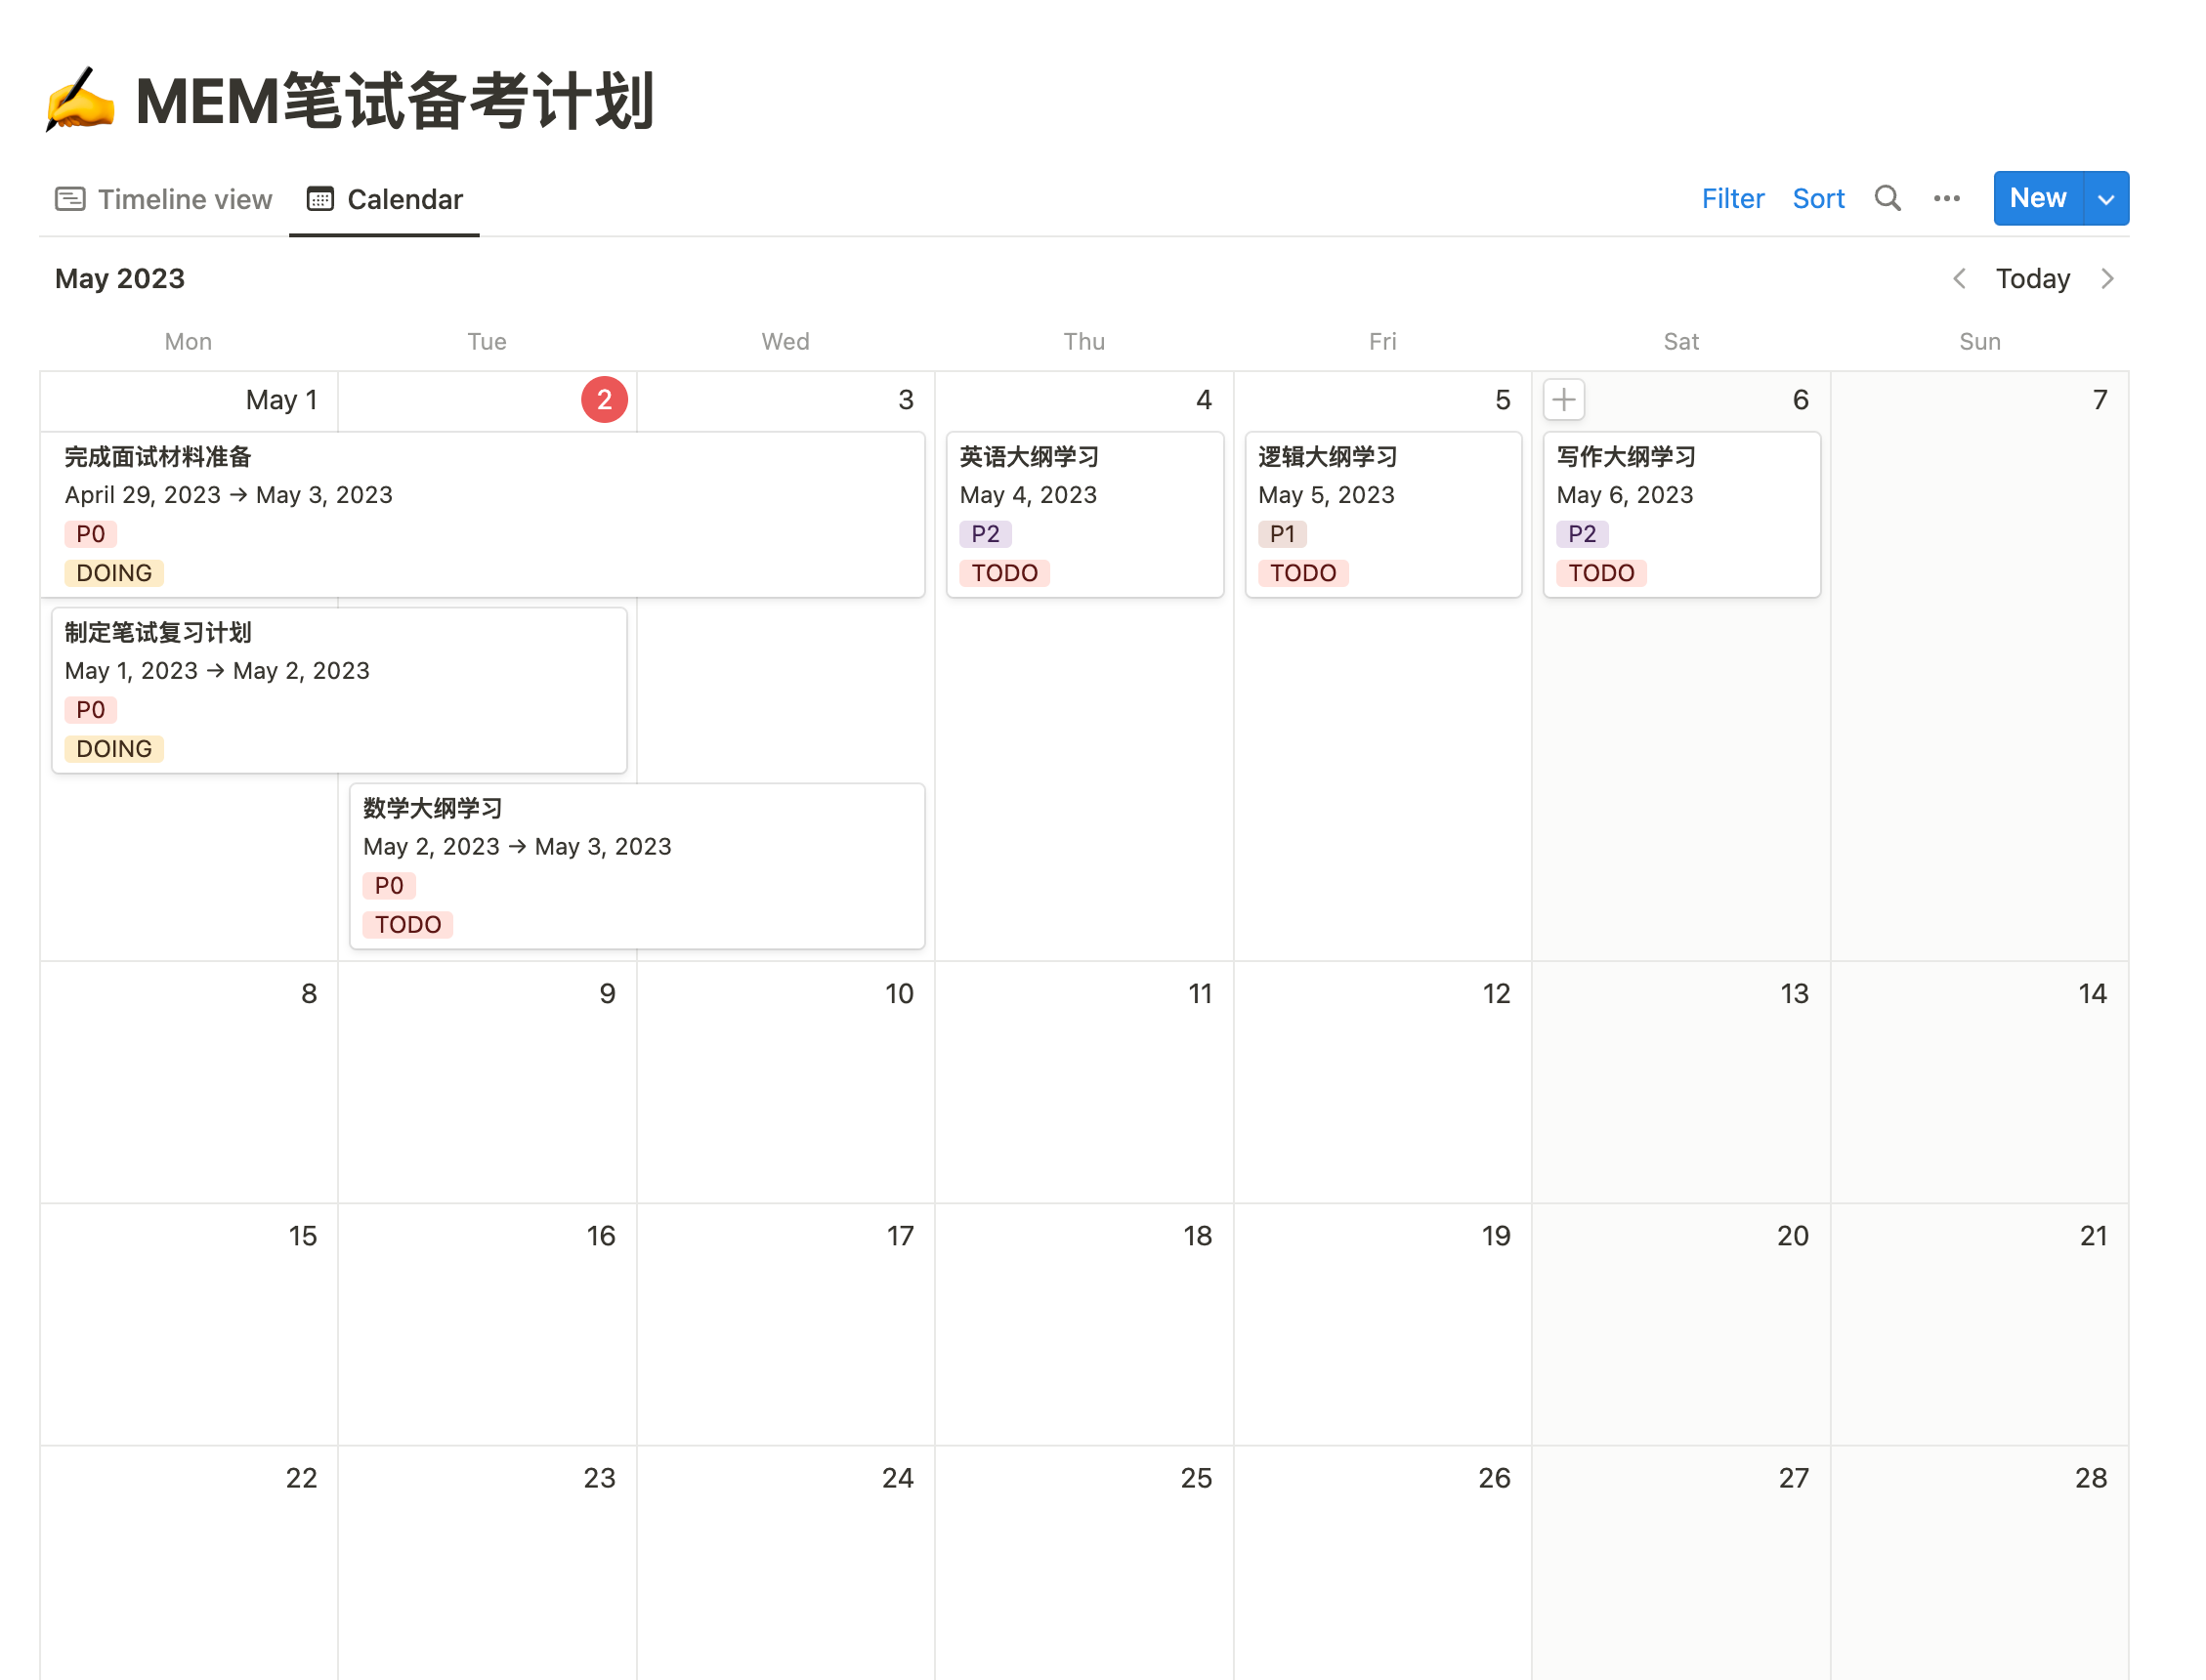 MEM笔试备考计划
Timeline view Calendar Filter Sort New
May 2023 Today
Mon Tue Wed Thu Fri Sat Sun
May 1 2 3 4 5 6 7
完成面试材料准备
April 29, 2023 → May 3, 2023
P0
DOING
英语大纲学习
May 4, 2023
P2
TODO
逻辑大纲学习
May 5, 2023
P1
TODO
写作大纲学习
May 6, 2023
P2
TODO
制定笔试复习计划
May 1, 2023 → May 2, 2023
P0
DOING
数学大纲学习
May 2, 2023 → May 3, 2023
P0
TODO
8 9 10 11 12 13 14
15 16 17 18 19 20 21
22 23 24 25 26 27 28